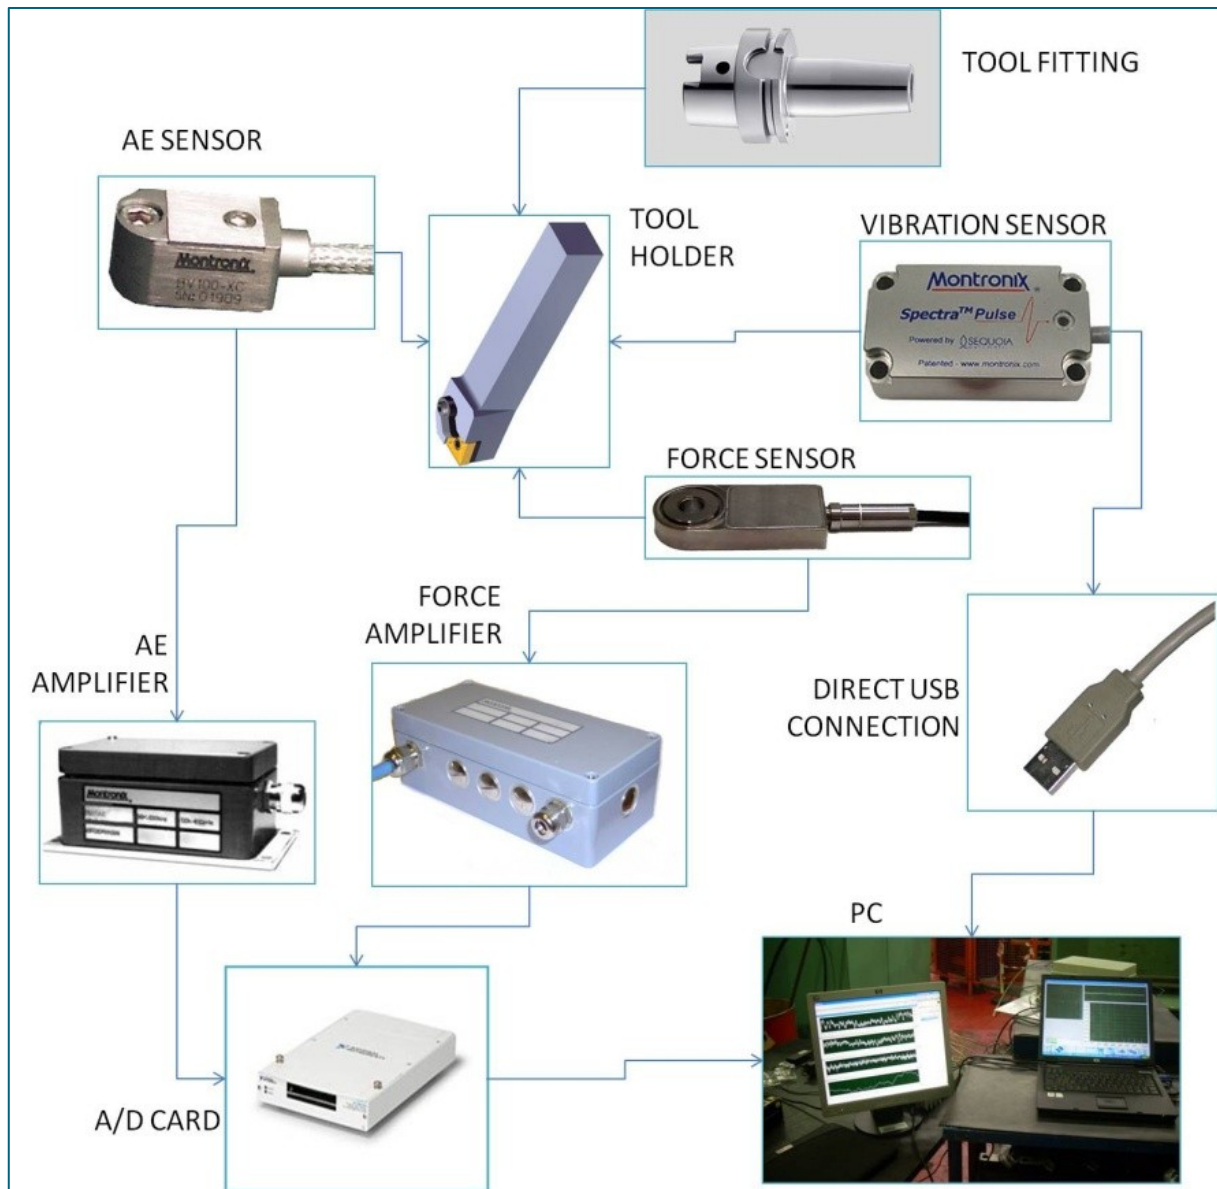 TOOL FITTING
AE SENSOR
Montronix
BV100-XC
SN: 01909
TOOL
HOLDER
VIBRATION SENSOR
Montronix ®
Spectra™ Pulse
Powered by SEQUOIA
Patented - www.montronix.com
FORCE SENSOR
FORCE
AMPLIFIER
AE
AMPLIFIER
Montronix
DIRECT USB
CONNECTION
PC
A/D CARD